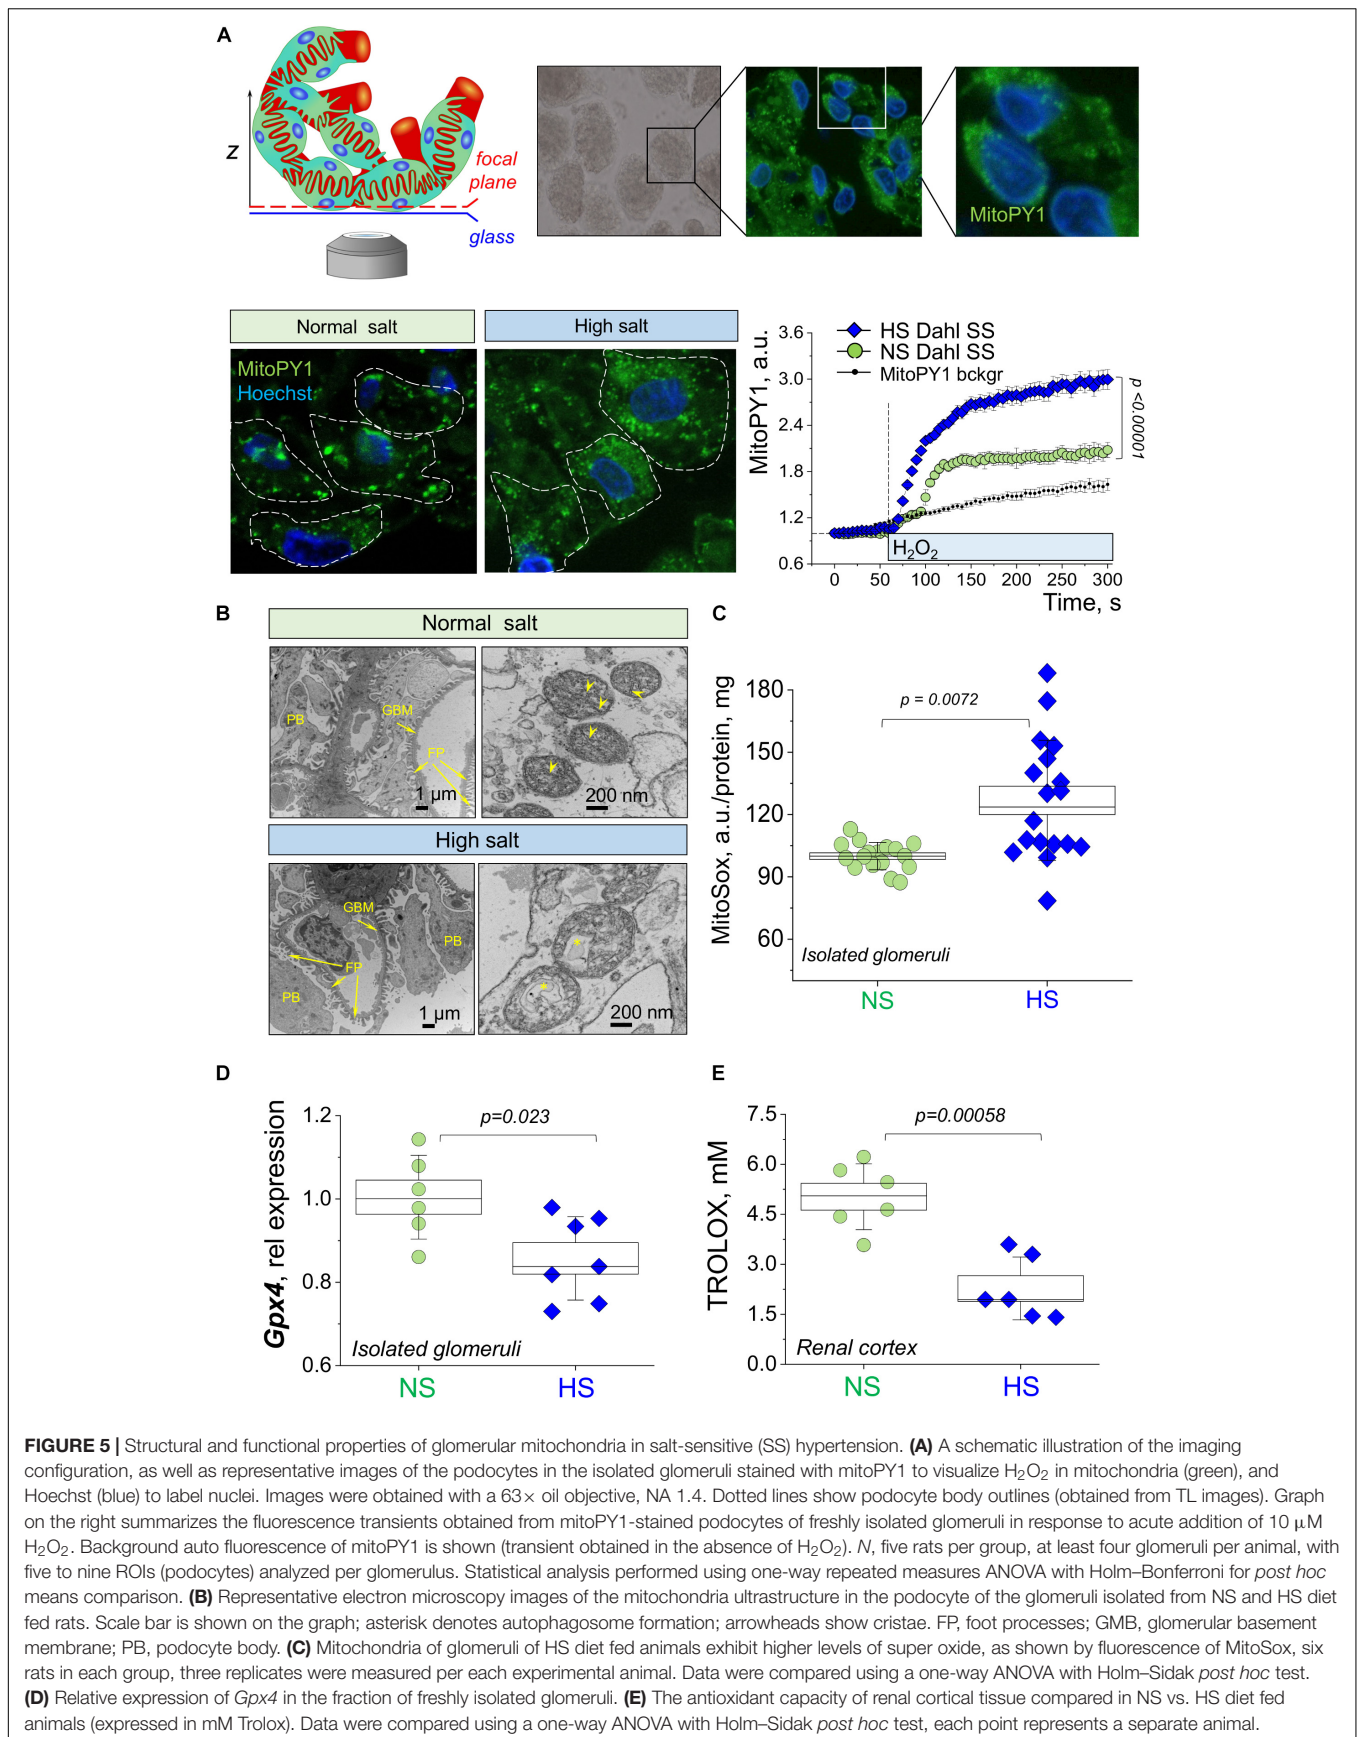 A
Z
focal
plane
glass
MitoPY1
Normal salt
High salt
MitoPY1
Hoechst
HS Dahl SS
NS Dahl SS
MitoPY1 bckgr
MitoPY1, a.u.
3.6
3.0
2.4
1.8
1.2
0.6
p <0.00001
H₂O₂
0 50 100 150 200 250 300
Time, s
B
Normal salt
PB
GBM
FP
1 μm
200 nm
High salt
GBM
PB
FP
PB
1 μm
*
*
200 nm
C
MitoSox, a.u./protein, mg
180
150
120
90
60
p = 0.0072
Isolated glomeruli
NS HS
D
Gpx4, rel expression
1.2
1.0
0.8
0.6
p=0.023
Isolated glomeruli
NS HS
E
TROLOX, mM
7.5
6.0
4.5
3.0
1.5
0.0
p=0.00058
Renal cortex
NS HS
FIGURE 5 | Structural and functional properties of glomerular mitochondria in salt-sensitive (SS) hypertension. (A) A schematic illustration of the imaging
configuration, as well as representative images of the podocytes in the isolated glomeruli stained with mitoPY1 to visualize H₂O₂ in mitochondria (green), and
Hoechst (blue) to label nuclei. Images were obtained with a 63× oil objective, NA 1.4. Dotted lines show podocyte body outlines (obtained from TL images). Graph
on the right summarizes the fluorescence transients obtained from mitoPY1-stained podocytes of freshly isolated glomeruli in response to acute addition of 10 μM
H₂O₂. Background auto fluorescence of mitoPY1 is shown (transient obtained in the absence of H₂O₂). N, five rats per group, at least four glomeruli per animal, with
five to nine ROIs (podocytes) analyzed per glomerulus. Statistical analysis performed using one-way repeated measures ANOVA with Holm–Bonferroni for post hoc
means comparison. (B) Representative electron microscopy images of the mitochondria ultrastructure in the podocyte of the glomeruli isolated from NS and HS diet
fed rats. Scale bar is shown on the graph; asterisk denotes autophagosome formation; arrowheads show cristae. FP, foot processes; GMB, glomerular basement
membrane; PB, podocyte body. (C) Mitochondria of glomeruli of HS diet fed animals exhibit higher levels of super oxide, as shown by fluorescence of MitoSox, six
rats in each group, three replicates were measured per each experimental animal. Data were compared using a one-way ANOVA with Holm–Sidak post hoc test.
(D) Relative expression of Gpx4 in the fraction of freshly isolated glomeruli. (E) The antioxidant capacity of renal cortical tissue compared in NS vs. HS diet fed
animals (expressed in mM Trolox). Data were compared using a one-way ANOVA with Holm–Sidak post hoc test, each point represents a separate animal.